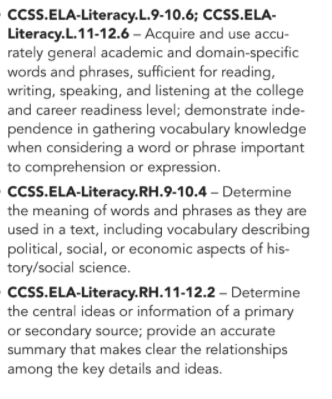 CCSS.ELA-Literacy.L.9-10.6; CCSS.ELA-
Literacy.L.11-12.6 – Acquire and use accu-
rately general academic and domain-specific
words and phrases, sufficient for reading,
writing, speaking, and listening at the college
and career readiness level; demonstrate inde-
pendence in gathering vocabulary knowledge
when considering a word or phrase important
to comprehension or expression.
CCSS.ELA-Literacy.RH.9-10.4 – Determine
the meaning of words and phrases as they are
used in a text, including vocabulary describing
political, social, or economic aspects of his-
tory/social science.
CCSS.ELA-Literacy.RH.11-12.2 – Determine
the central ideas or information of a primary
or secondary source; provide an accurate
summary that makes clear the relationships
among the key details and ideas.